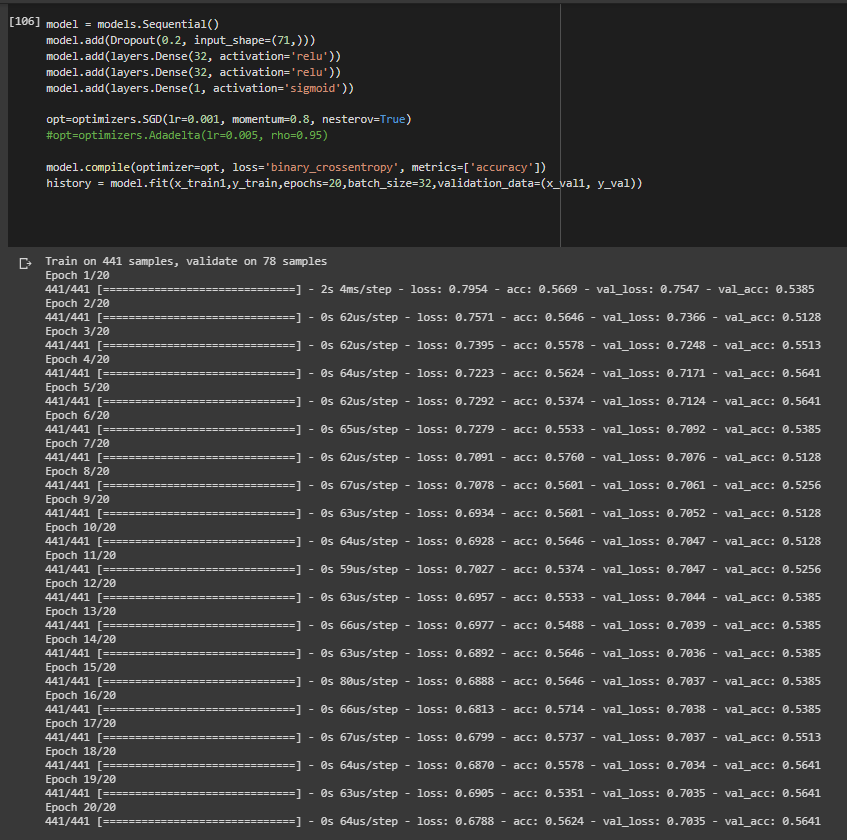 [106] model = models.Sequential()
model.add(Dropout(0.2, input_shape=(71,)))
model.add(layers.Dense(32, activation='relu'))
model.add(layers.Dense(32, activation='relu'))
model.add(layers.Dense(1, activation='sigmoid'))
opt=optimizers.SGD(lr=0.001, momentum=0.8, nesterov=True)
#opt=optimizers.Adadelta(lr=0.005, rho=0.95)
model.compile(optimizer=opt, loss='binary_crossentropy', metrics=['accuracy'])
history = model.fit(x_train1,y_train,epochs=20,batch_size=32,validation_data=(x_val1, y_val))
Train on 441 samples, validate on 78 samples
Epoch 1/20
441/441 [==============================] - 2s 4ms/step - loss: 0.7954 - acc: 0.5669 - val_loss: 0.7547 - val_acc: 0.5385
Epoch 2/20
441/441 [==============================] - 0s 62us/step - loss: 0.7571 - acc: 0.5646 - val_loss: 0.7366 - val_acc: 0.5128
Epoch 3/20
441/441 [==============================] - 0s 62us/step - loss: 0.7395 - acc: 0.5578 - val_loss: 0.7248 - val_acc: 0.5513
Epoch 4/20
441/441 [==============================] - 0s 64us/step - loss: 0.7223 - acc: 0.5624 - val_loss: 0.7171 - val_acc: 0.5641
Epoch 5/20
441/441 [==============================] - 0s 62us/step - loss: 0.7292 - acc: 0.5374 - val_loss: 0.7124 - val_acc: 0.5641
Epoch 6/20
441/441 [==============================] - 0s 65us/step - loss: 0.7279 - acc: 0.5533 - val_loss: 0.7092 - val_acc: 0.5385
Epoch 7/20
441/441 [==============================] - 0s 62us/step - loss: 0.7091 - acc: 0.5760 - val_loss: 0.7076 - val_acc: 0.5128
Epoch 8/20
441/441 [==============================] - 0s 67us/step - loss: 0.7078 - acc: 0.5601 - val_loss: 0.7061 - val_acc: 0.5256
Epoch 9/20
441/441 [==============================] - 0s 63us/step - loss: 0.6934 - acc: 0.5601 - val_loss: 0.7052 - val_acc: 0.5128
Epoch 10/20
441/441 [==============================] - 0s 64us/step - loss: 0.6928 - acc: 0.5646 - val_loss: 0.7047 - val_acc: 0.5128
Epoch 11/20
441/441 [==============================] - 0s 59us/step - loss: 0.7027 - acc: 0.5374 - val_loss: 0.7047 - val_acc: 0.5256
Epoch 12/20
441/441 [==============================] - 0s 63us/step - loss: 0.6957 - acc: 0.5533 - val_loss: 0.7044 - val_acc: 0.5385
Epoch 13/20
441/441 [==============================] - 0s 66us/step - loss: 0.6977 - acc: 0.5488 - val_loss: 0.7039 - val_acc: 0.5385
Epoch 14/20
441/441 [==============================] - 0s 63us/step - loss: 0.6892 - acc: 0.5646 - val_loss: 0.7036 - val_acc: 0.5385
Epoch 15/20
441/441 [==============================] - 0s 80us/step - loss: 0.6888 - acc: 0.5646 - val_loss: 0.7037 - val_acc: 0.5385
Epoch 16/20
441/441 [==============================] - 0s 66us/step - loss: 0.6813 - acc: 0.5714 - val_loss: 0.7038 - val_acc: 0.5385
Epoch 17/20
441/441 [==============================] - 0s 67us/step - loss: 0.6799 - acc: 0.5737 - val_loss: 0.7037 - val_acc: 0.5513
Epoch 18/20
441/441 [==============================] - 0s 64us/step - loss: 0.6870 - acc: 0.5578 - val_loss: 0.7034 - val_acc: 0.5641
Epoch 19/20
441/441 [==============================] - 0s 63us/step - loss: 0.6905 - acc: 0.5351 - val_loss: 0.7035 - val_acc: 0.5641
Epoch 20/20
441/441 [==============================] - 0s 64us/step - loss: 0.6788 - acc: 0.5624 - val_loss: 0.7035 - val_acc: 0.5641